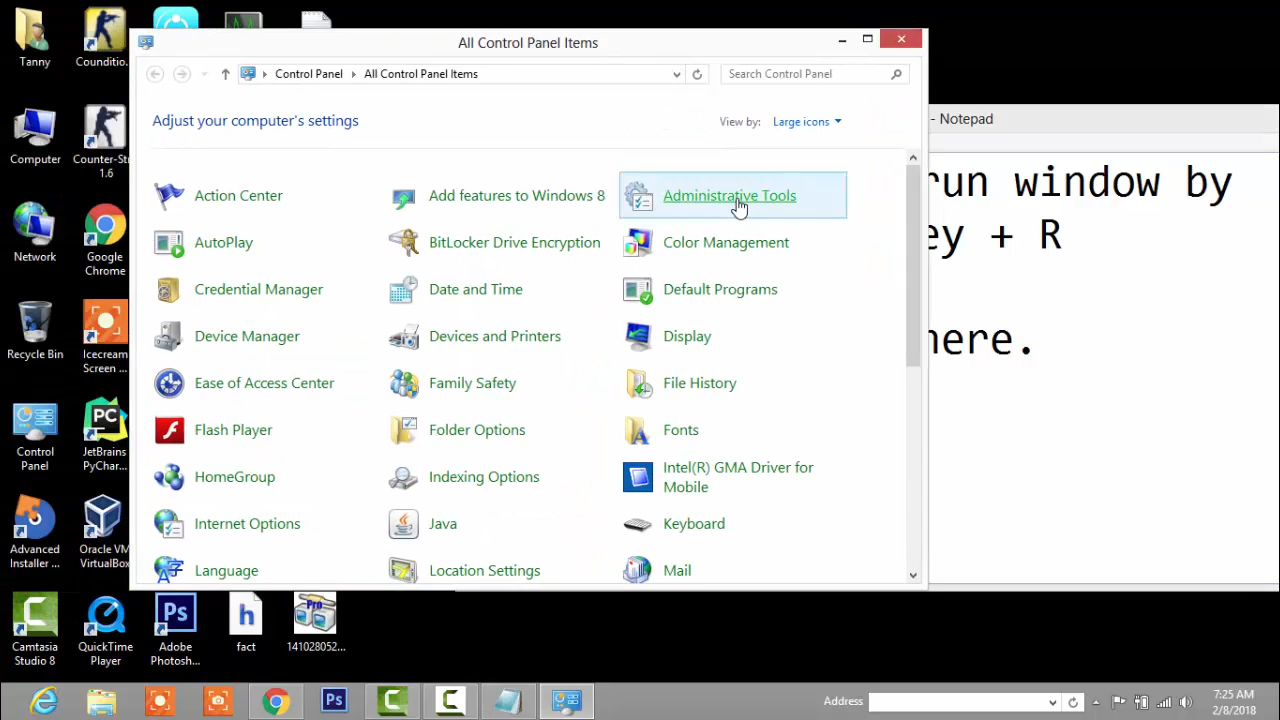 Tanny
Counditio...
Computer
Counter-St
1.6
Network
Google
Chrome
Recycle Bin
Icecream
Screen ...
Control
Panel
JetBrains
PyChar...
Advanced
Installer ...
Oracle VM
VirtualBox
Camtasia
Studio 8
QuickTime
Player
Adobe
Photosh...
fact
141028052...
All Control Panel Items
Control Panel
All Control Panel Items
Search Control Panel
Adjust your computer's settings
View by:
Large icons
Action Center
Add features to Windows 8
Administrative Tools
AutoPlay
BitLocker Drive Encryption
Color Management
Credential Manager
Date and Time
Default Programs
Device Manager
Devices and Printers
Display
Ease of Access Center
Family Safety
File History
Flash Player
Folder Options
Fonts
HomeGroup
Indexing Options
Intel(R) GMA Driver for
Mobile
Internet Options
Java
Keyboard
Language
Location Settings
Mail
- Notepad
run window by
ey + R
here.
Address
7:25 AM
2/8/2018